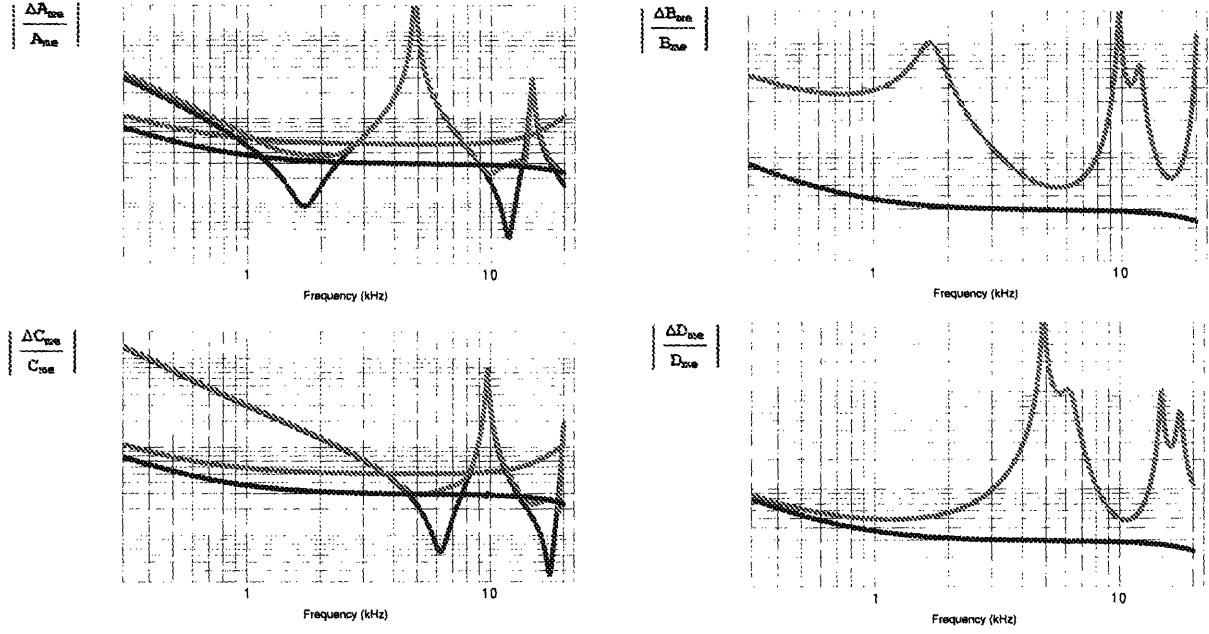 | ΔA_me / A_me |
1 10
Frequency (kHz)
| ΔB_me / B_me |
1 10
Frequency (kHz)
| ΔC_me / C_me |
1 10
Frequency (kHz)
| ΔD_me / D_me |
1 10
Frequency (kHz)